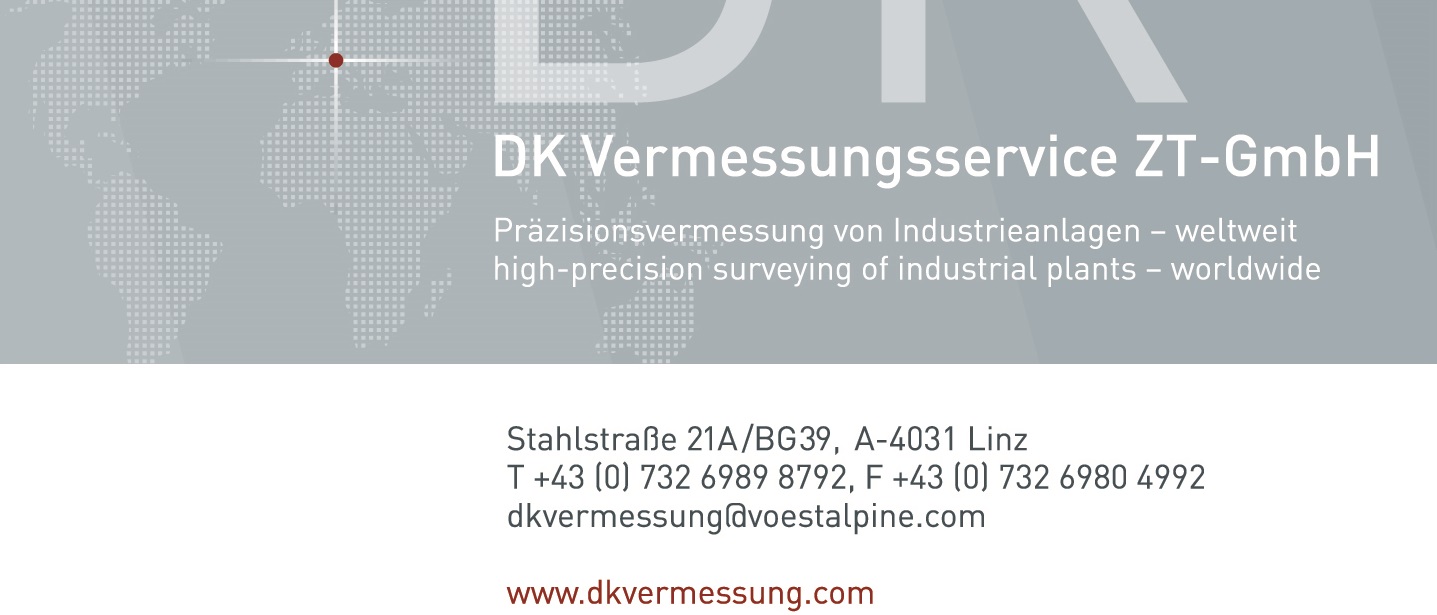 DK
DK Vermessungsservice ZT-GmbH
Präzisionsvermessung von Industrieanlagen – weltweit
high-precision surveying of industrial plants – worldwide
Stahlstraße 21A/BG39, A-4031 Linz
T +43 (0) 732 6989 8792, F +43 (0) 732 6980 4992
dkvermessung@voestalpine.com
www.dkvermessung.com